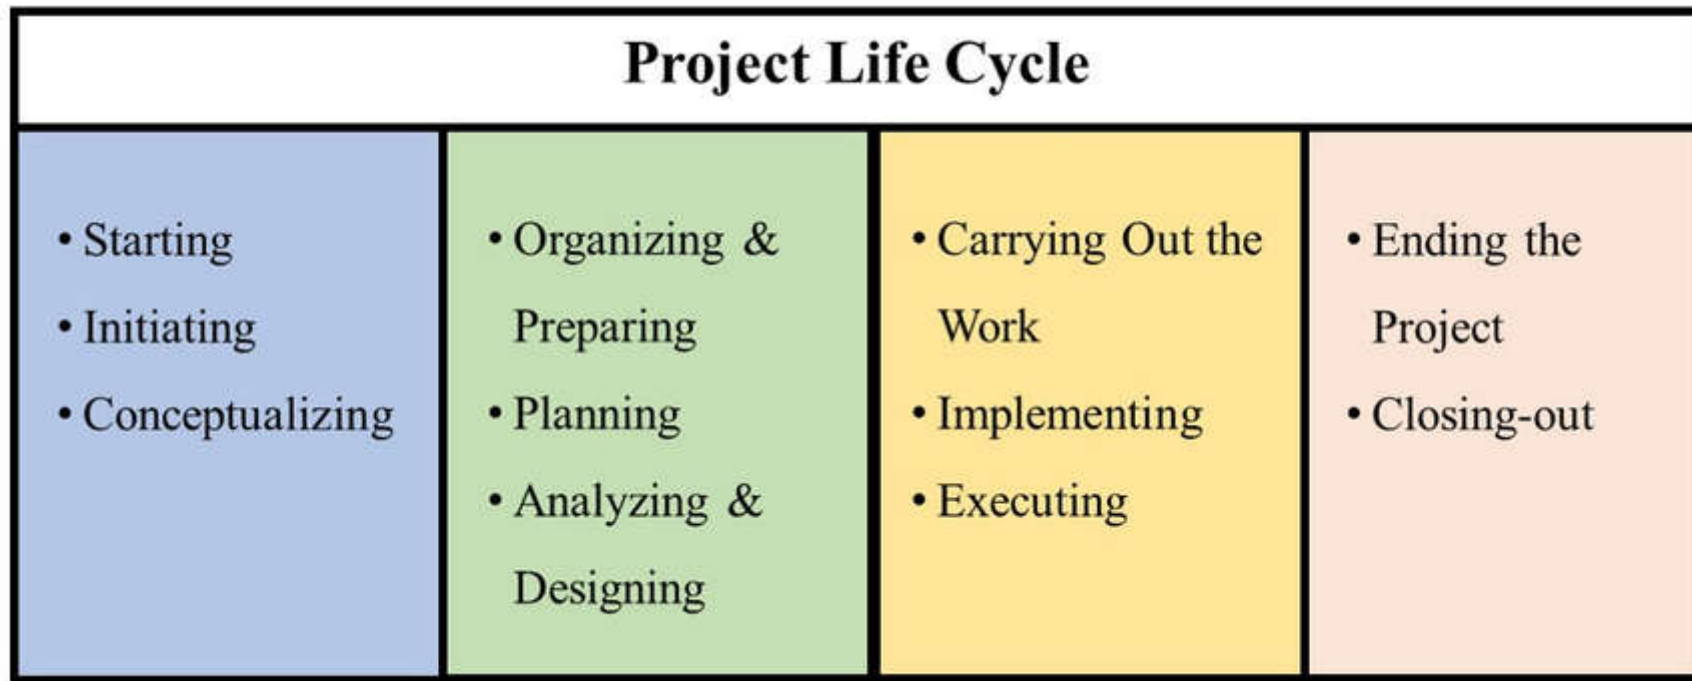 Project Life Cycle
• Starting
• Initiating
• Conceptualizing
• Organizing &
Preparing
• Planning
• Analyzing &
Designing
• Carrying Out the
Work
• Implementing
• Executing
• Ending the
Project
• Closing-out